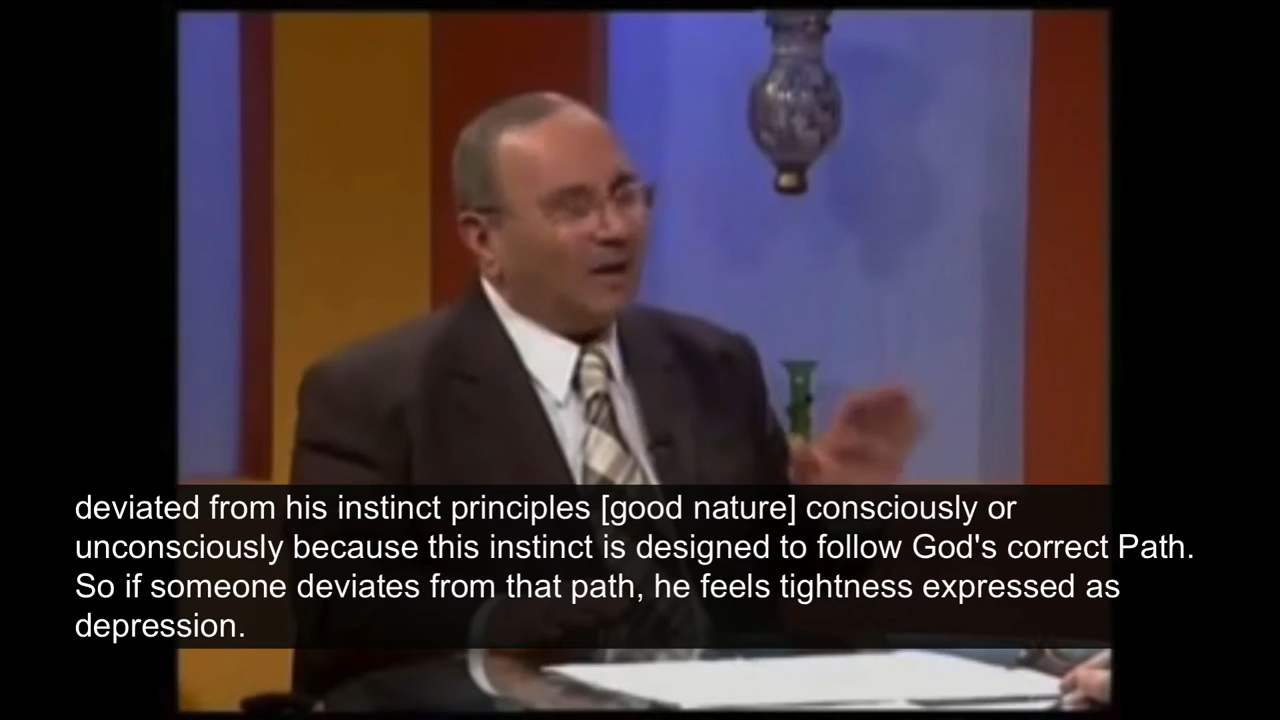 deviated from his instinct principles [good nature] consciously or
unconsciously because this instinct is designed to follow God's correct Path.
So if someone deviates from that path, he feels tightness expressed as
depression.